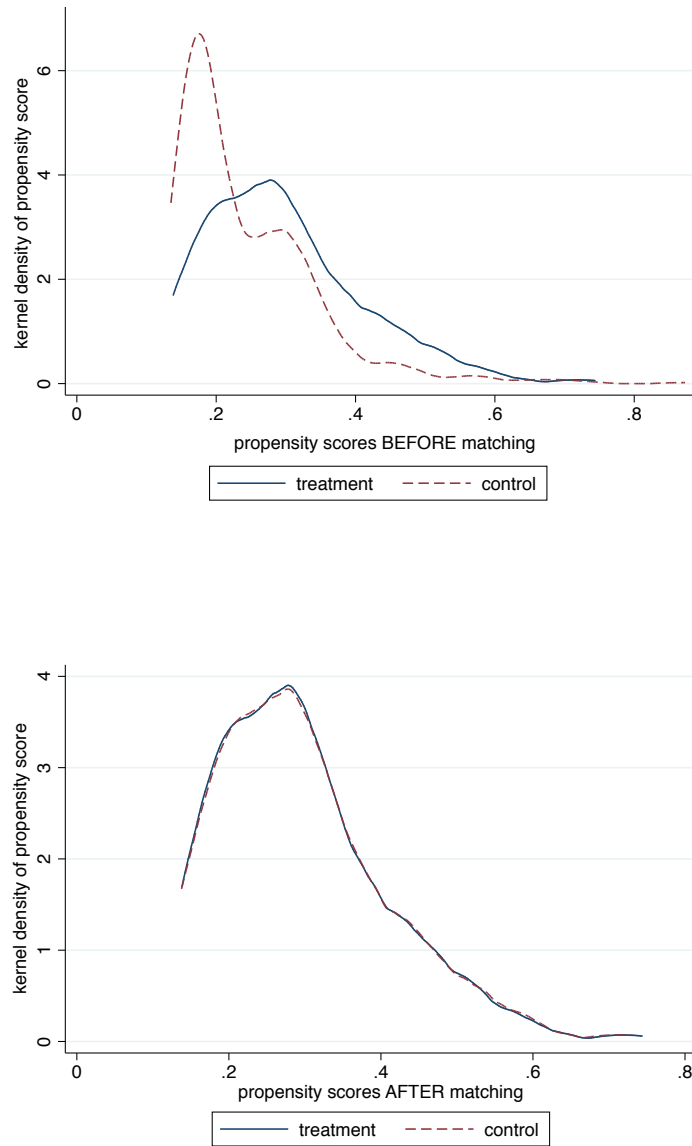 kernel density of propensity score
6
4
2
0
0 .2 .4 .6 .8
propensity scores BEFORE matching
treatment control
kernel density of propensity score
4
3
2
1
0
0 .2 .4 .6 .8
propensity scores AFTER matching
treatment control